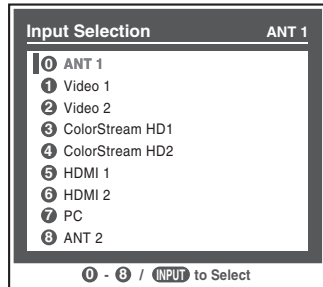 Input Selection ANT 1
0 ANT 1
1 Video 1
2 Video 2
3 ColorStream HD1
4 ColorStream HD2
5 HDMI 1
6 HDMI 2
7 PC
8 ANT 2
0 - 8 / INPUT to Select